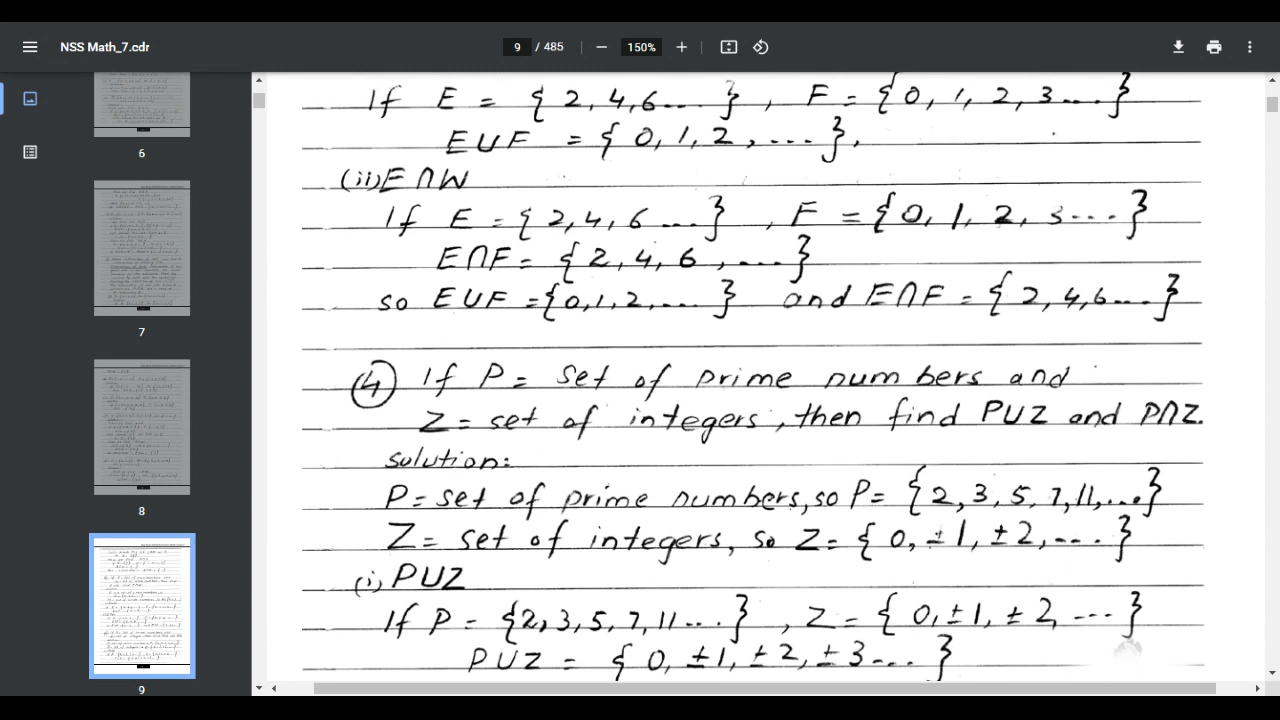 NSS Math_7.cdr
9 / 485
150%
6
7
8
9
If E = { 2, 4, 6.... } , F = { 0, 1, 2, 3.... }
EUF = { 0, 1, 2, .... }.
(ii) E∩W
If E = { 2, 4, 6 .... } , F = { 0, 1, 2, 3.... }
E∩F = { 2, 4, 6 , .... }
so EUF = {0,1,2, .... } and E∩F = { 2, 4, 6.... }
④ If P = set of prime numbers and
Z = set of integers, then find PUZ and P∩Z.
solution:
P = set of prime numbers, so P = { 2, 3, 5, 7, 11, .... }
Z = set of integers, so Z = { 0, ±1, ±2, .... }
(i) PUZ
If P = {2, 3, 5, 7, 11 .... } , Z = { 0, ±1, ± 2, .... }
PUZ = { 0, ±1, ±2, ±3.... }